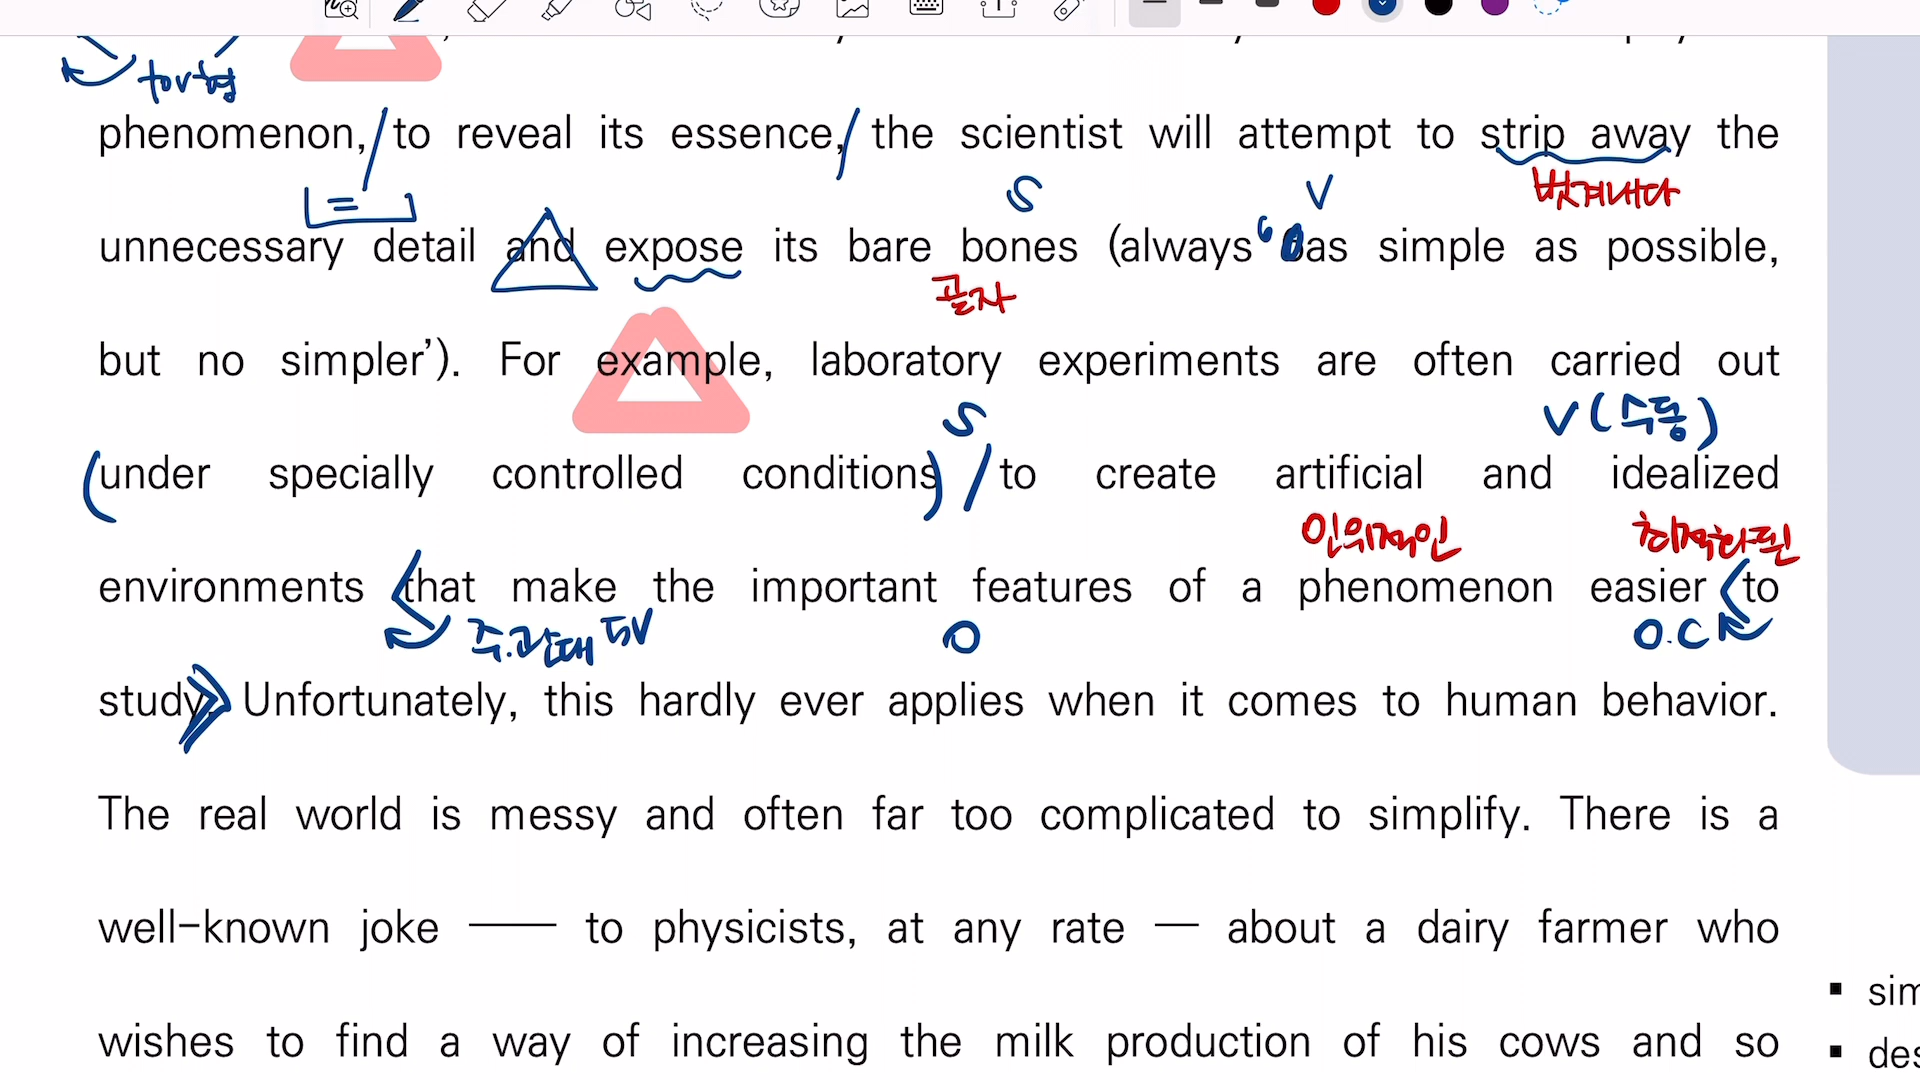 to v 형
phenomenon, to reveal its essence, the scientist will attempt to strip away the
S V 벗겨내다
unnecessary detail and expose its bare bones (always ‘as simple as possible,
골자
but no simpler’). For example, laboratory experiments are often carried out
S V (수동)
(under specially controlled conditions) / to create artificial and idealized
인위적인 최적화된
environments that make the important features of a phenomenon easier to
주.관대 5V O O.C
study. Unfortunately, this hardly ever applies when it comes to human behavior.
The real world is messy and often far too complicated to simplify. There is a
well-known joke — to physicists, at any rate — about a dairy farmer who
wishes to find a way of increasing the milk production of his cows and so